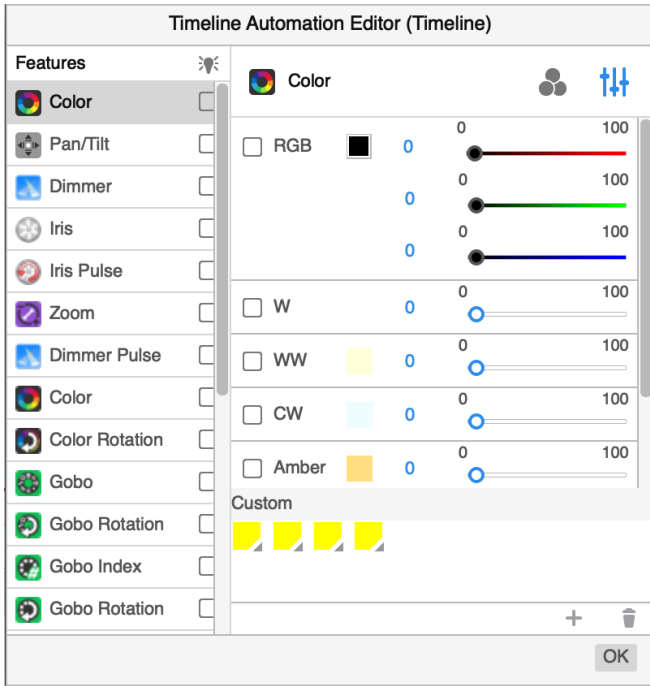 Timeline Automation Editor (Timeline)
Features
Color
Pan/Tilt
Dimmer
Iris
Iris Pulse
Zoom
Dimmer Pulse
Color
Color Rotation
Gobo
Gobo Rotation
Gobo Index
Gobo Rotation
Color
RGB 0 0 100
0 0 100
0 0 100
W 0 0 100
WW 0 0 100
CW 0 0 100
Amber 0 0 100
Custom
OK